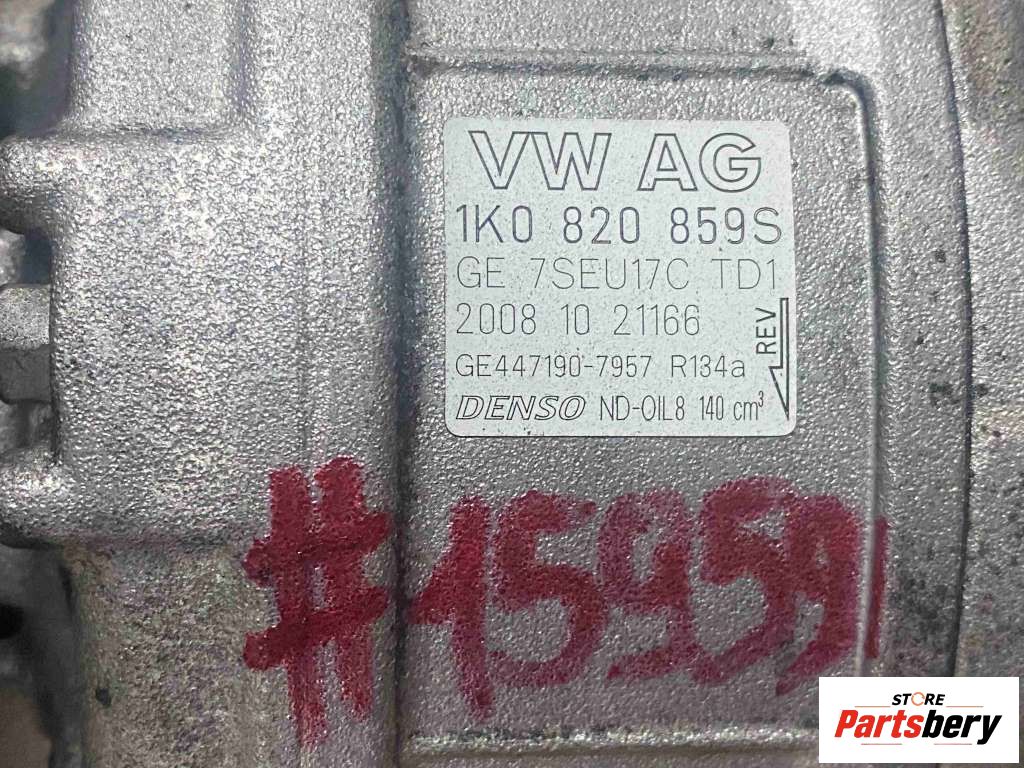 VW AG
1K0 820 859S
GE 7SEU17C TD1
2008 10 21166
REV
GE447190-7957 R134a
DENSO ND-OIL8 140 cm³
STORE
Partsbery